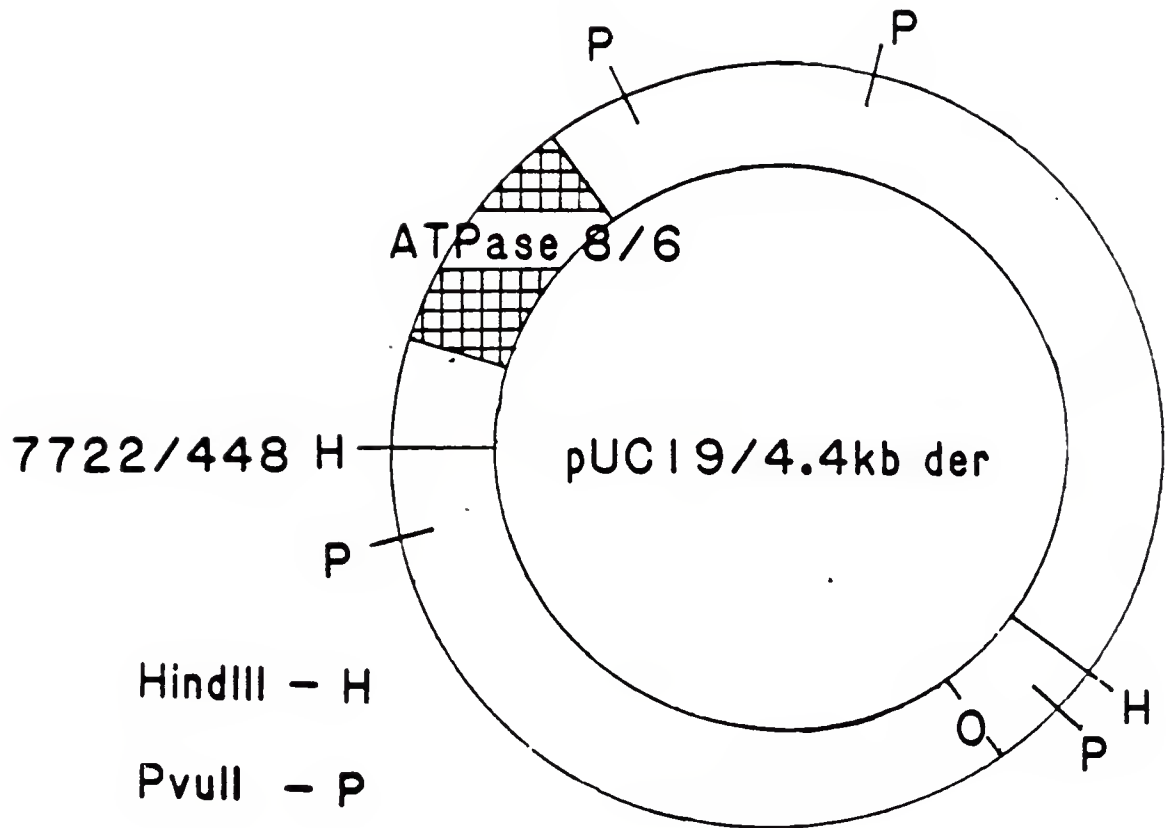 P
P
ATPase 8/6
7722/448 H
pUC19/4.4kb der
P
HindIII - H
H
O
P
PvuII - P